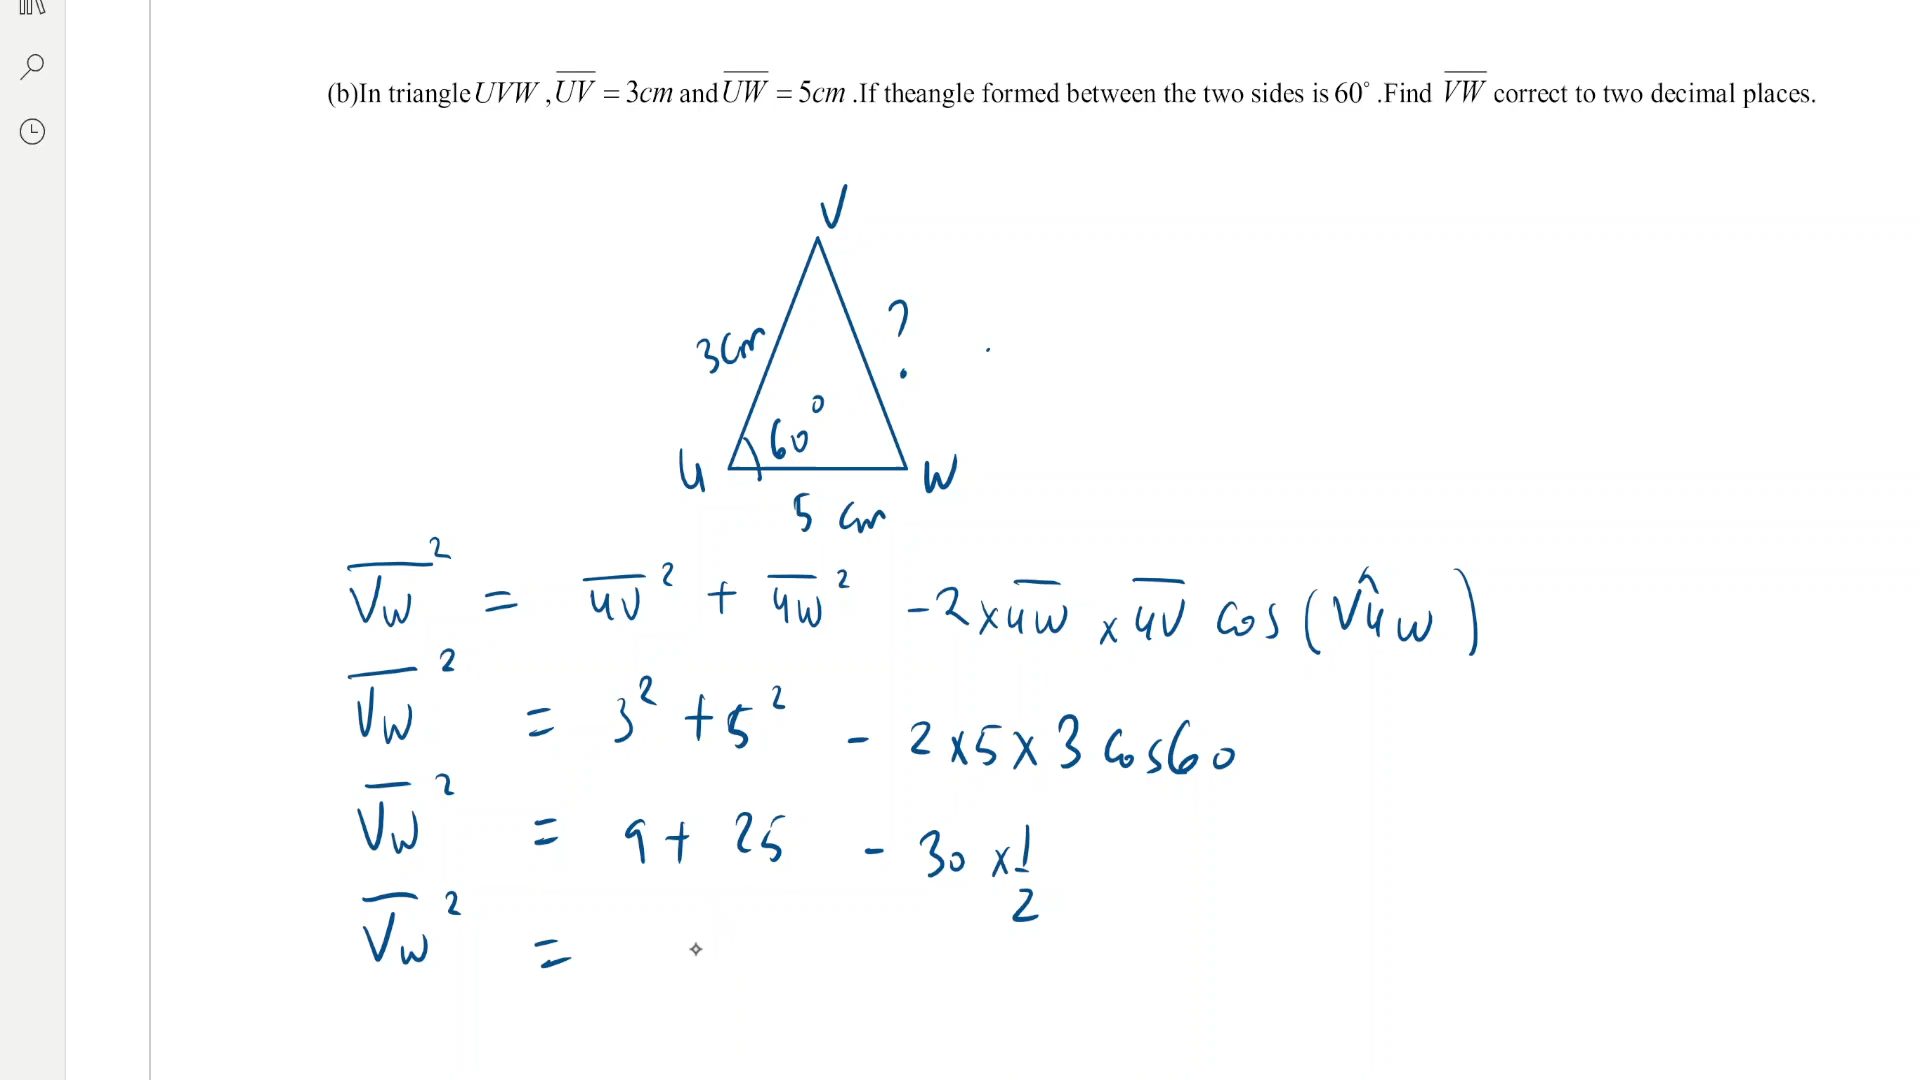 (b)In triangle UVW ,UV = 3cm and UW = 5cm .If theangle formed between the two sides is 60° .Find VW correct to two decimal places.
V
3cm
?
60°
U
W
5 cm
VW² = UV² + UW² -2×UW × UV cos (VÛW)
VW² = 3² + 5² - 2×5×3 Cos60
VW² = 9 + 25 - 30 × 1/2
VW² =